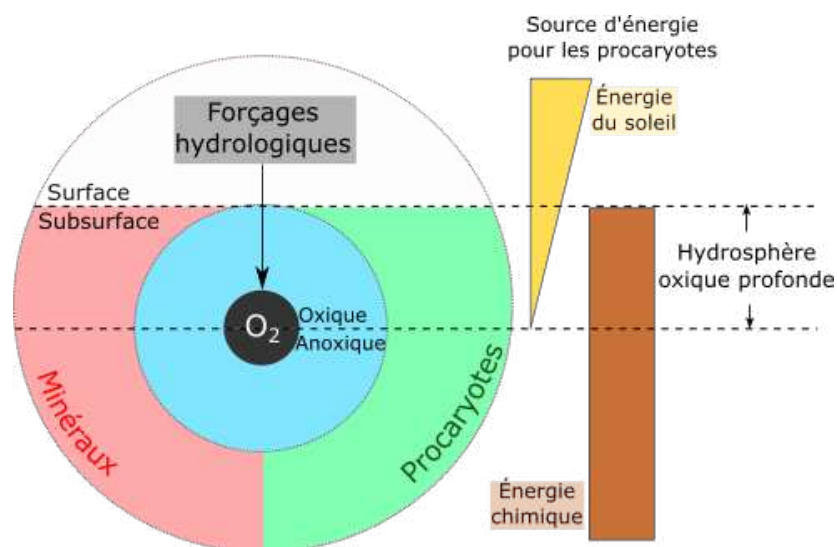 Source d'énergie
pour les procaryotes
Énergie
du soleil
Forçages
hydrologiques
Surface
Subsurface
Hydrosphère
oxique profonde
O2
Oxique
Anoxique
Minéraux
Procaryotes
Énergie
chimique